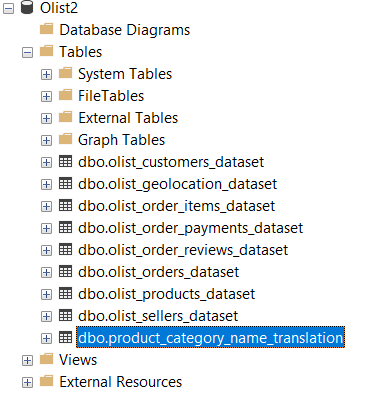 Olist2
Database Diagrams
Tables
System Tables
FileTables
External Tables
Graph Tables
dbo.olist_customers_dataset
dbo.olist_geolocation_dataset
dbo.olist_order_items_dataset
dbo.olist_order_payments_dataset
dbo.olist_order_reviews_dataset
dbo.olist_orders_dataset
dbo.olist_products_dataset
dbo.olist_sellers_dataset
dbo.product_category_name_translation
Views
External Resources